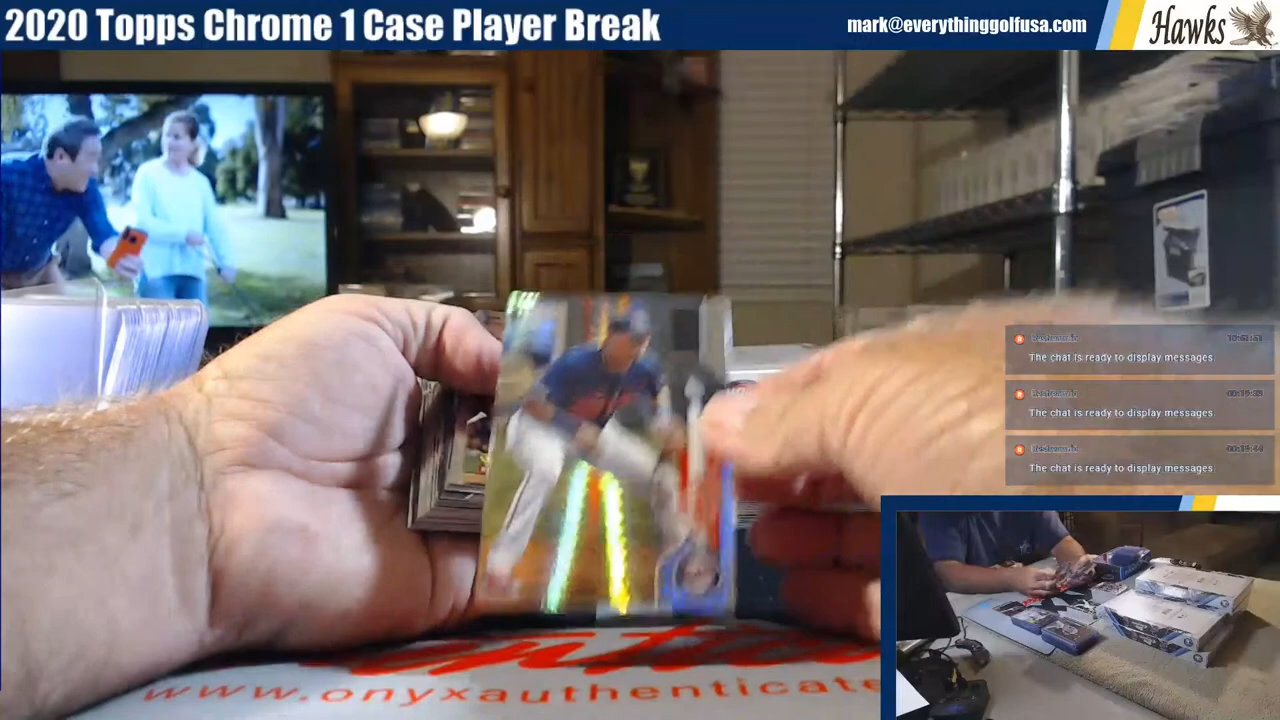 2020 Topps Chrome 1 Case Player Break
mark@everythinggolfusa.com
Hawks
The chat is ready to display messages.
The chat is ready to display messages.
The chat is ready to display messages.
www.onyxauthenticate